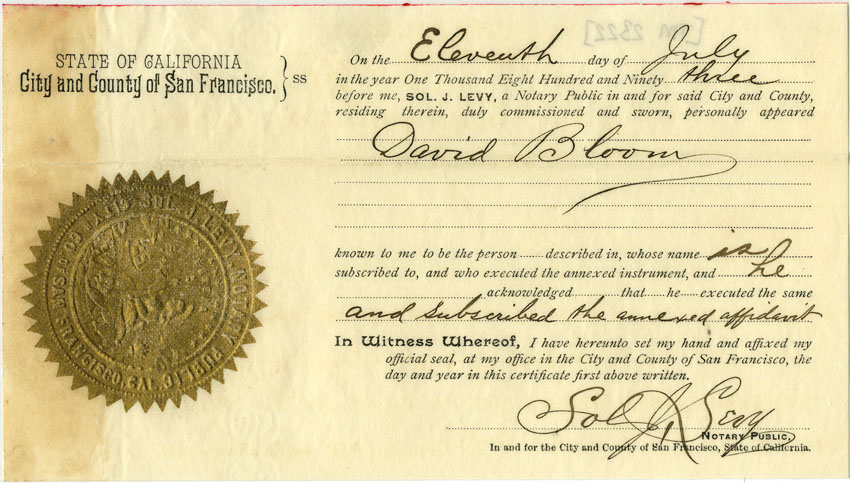 STATE OF CALIFORNIA
City and County of San Francisco. } SS
On the Eleventh day of July
in the year One Thousand Eight Hundred and Ninety three
before me, SOL. J. LEVY, a Notary Public in and for said City and County,
residing therein, duly commissioned and sworn, personally appeared
David Bloom
known to me to be the person described in, whose name is
subscribed to, and who executed the annexed instrument, and he
acknowledged that he executed the same
and subscribed the annexed affidavit
In Witness Whereof, I have hereunto set my hand and affixed my
official seal, at my office in the City and County of San Francisco, the
day and year in this certificate first above written.
Sol J. Levy
NOTARY PUBLIC,
In and for the City and County of San Francisco, State of California.
SOL. J. LEVY, NOTARY PUBLIC
CAL.